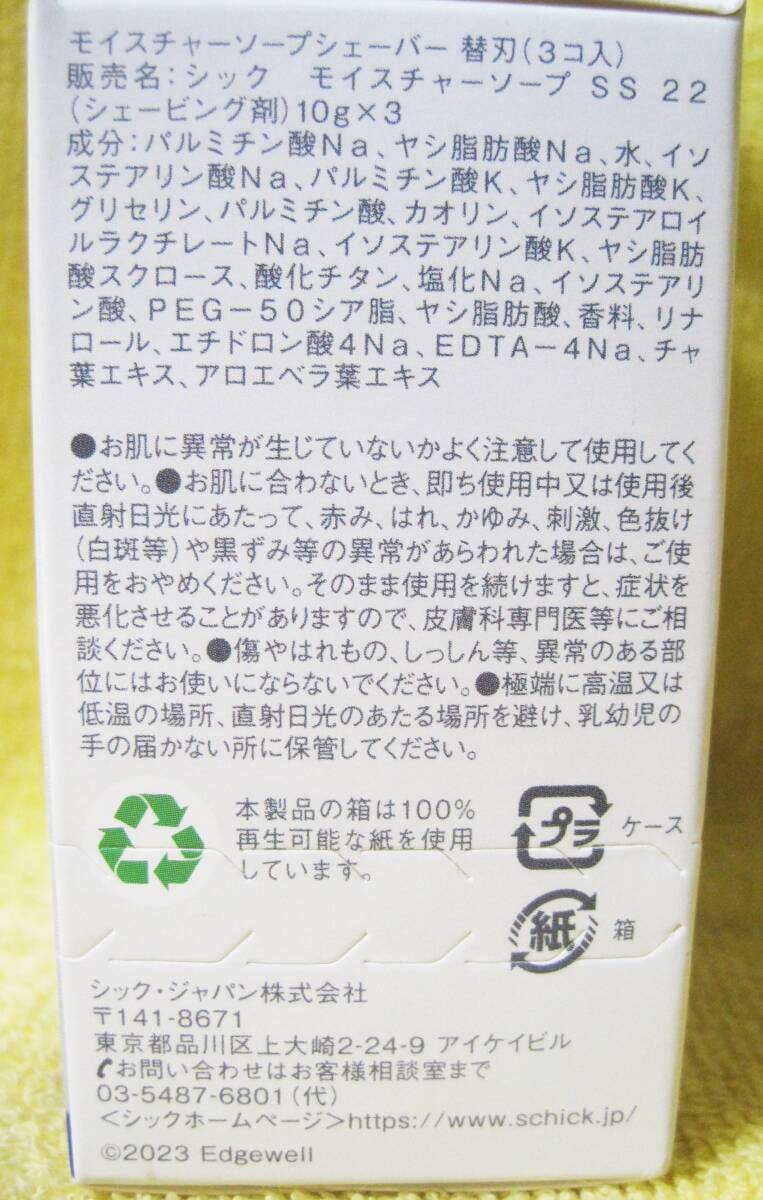 モイスチャーソープシェーバー 替刃(3コ入)
販売名:シック モイスチャーソープ SS 22
(シェービング剤)10g×3
成分:パルミチン酸Na、ヤシ脂肪酸Na、水、イソ
ステアリン酸Na、パルミチン酸K、ヤシ脂肪酸K、
グリセリン、パルミチン酸、カオリン、イソステアロイ
ルラクチレートNa、イソステアリン酸K、ヤシ脂肪
酸スクロース、酸化チタン、塩化Na、イソステアリ
ン酸、PEG-50シア脂、ヤシ脂肪酸、香料、リナ
ロール、エチドロン酸4Na、EDTA-4Na、チャ
葉エキス、アロエベラ葉エキス
●お肌に異常が生じていないかよく注意して使用してく
ださい。●お肌に合わないとき、即ち使用中又は使用後
直射日光にあたって、赤み、はれ、かゆみ、刺激、色抜け
(白斑等)や黒ずみ等の異常があらわれた場合は、ご使
用をおやめください。そのまま使用を続けますと、症状を
悪化させることがありますので、皮膚科専門医等にご相
談ください。●傷やはれもの、しっしん等、異常のある部
位にはお使いにならないでください。●極端に高温又は
低温の場所、直射日光のあたる場所を避け、乳幼児の
手の届かない所に保管してください。
本製品の箱は100%
再生可能な紙を使用
しています。
プラ ケース
紙 箱
シック・ジャパン株式会社
〒141-8671
東京都品川区上大崎2-24-9 アイケイビル
お問い合わせはお客様相談室まで
03-5487-6801(代)
<シックホームページ>https://www.schick.jp/
©2023 Edgewell